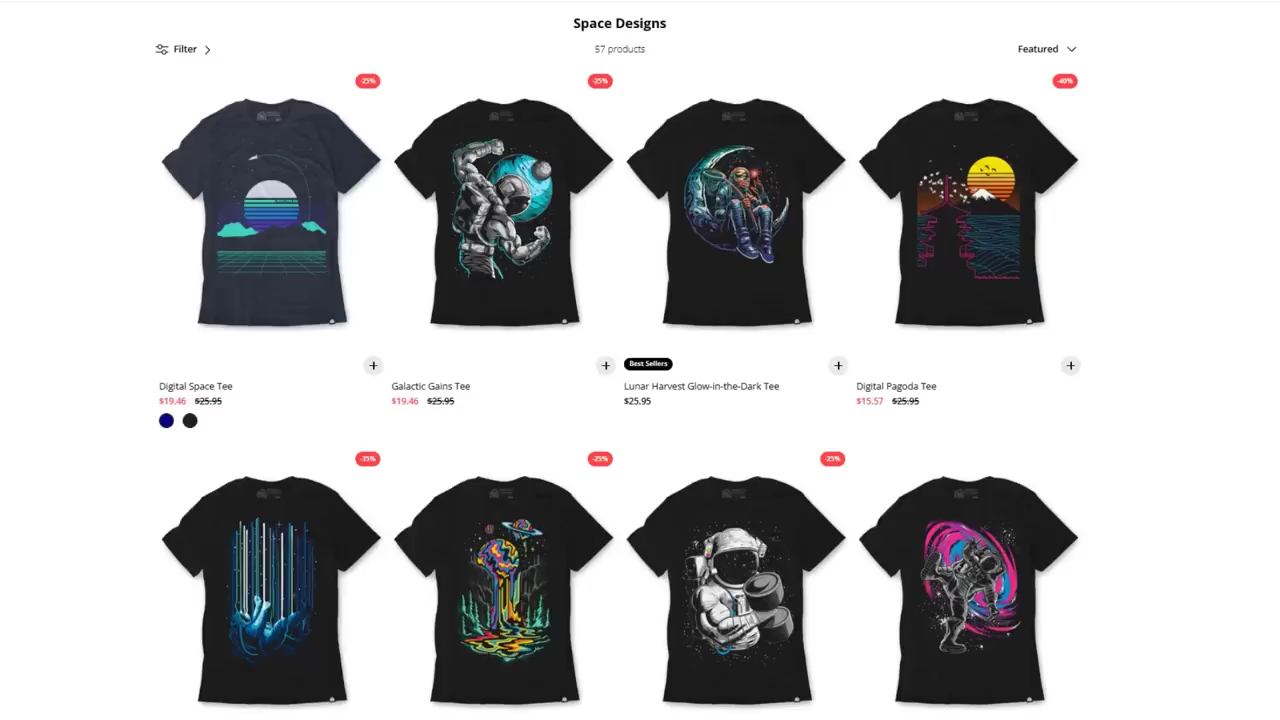 Space Designs
Filter
57 products
Featured
-25%
-25%
-40%
Best Sellers
Digital Space Tee
Galactic Gains Tee
Lunar Harvest Glow-in-the-Dark Tee
Digital Pagoda Tee
$19.46 $25.95
$19.46 $25.95
$25.95
$15.57 $25.95
-35%
-25%
-25%